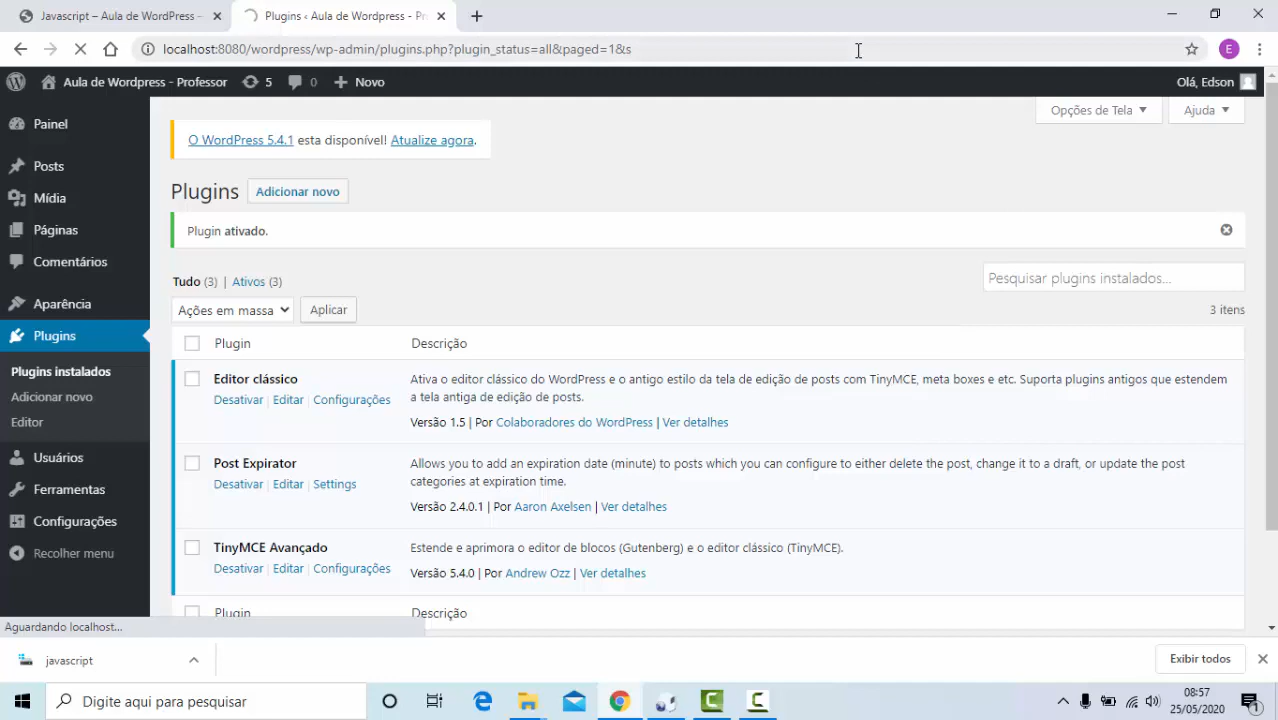 Javascript – Aula de WordPress –
Plugins ‹ Aula de Wordpress - Pr
localhost:8080/wordpress/wp-admin/plugins.php?plugin_status=all&paged=1&s
E
Aula de Wordpress - Professor 5 0 Novo
Olá, Edson
Painel
Posts
Mídia
Páginas
Comentários
Aparência
Plugins
Plugins instalados
Adicionar novo
Editor
Usuários
Ferramentas
Configurações
Recolher menu
Opções de Tela
Ajuda
O WordPress 5.4.1 esta disponível! Atualize agora.
Plugins Adicionar novo
Plugin ativado.
Tudo (3) | Ativos (3)
Pesquisar plugins instalados...
Ações em massa Aplicar
3 itens
Plugin Descrição
Editor clássico
Desativar | Editar | Configurações
Ativa o editor clássico do WordPress e o antigo estilo da tela de edição de posts com TinyMCE, meta boxes e etc. Suporta plugins antigos que estendem
a tela antiga de edição de posts.
Versão 1.5 | Por Colaboradores do WordPress | Ver detalhes
Post Expirator
Desativar | Editar | Settings
Allows you to add an expiration date (minute) to posts which you can configure to either delete the post, change it to a draft, or update the post
categories at expiration time.
Versão 2.4.0.1 | Por Aaron Axelsen | Ver detalhes
TinyMCE Avançado
Desativar | Editar | Configurações
Estende e aprimora o editor de blocos (Gutenberg) e o editor clássico (TinyMCE).
Versão 5.4.0 | Por Andrew Ozz | Ver detalhes
Plugin Descrição
Aguardando localhost...
javascript
Exibir todos
Digite aqui para pesquisar
08:57
25/05/2020
1